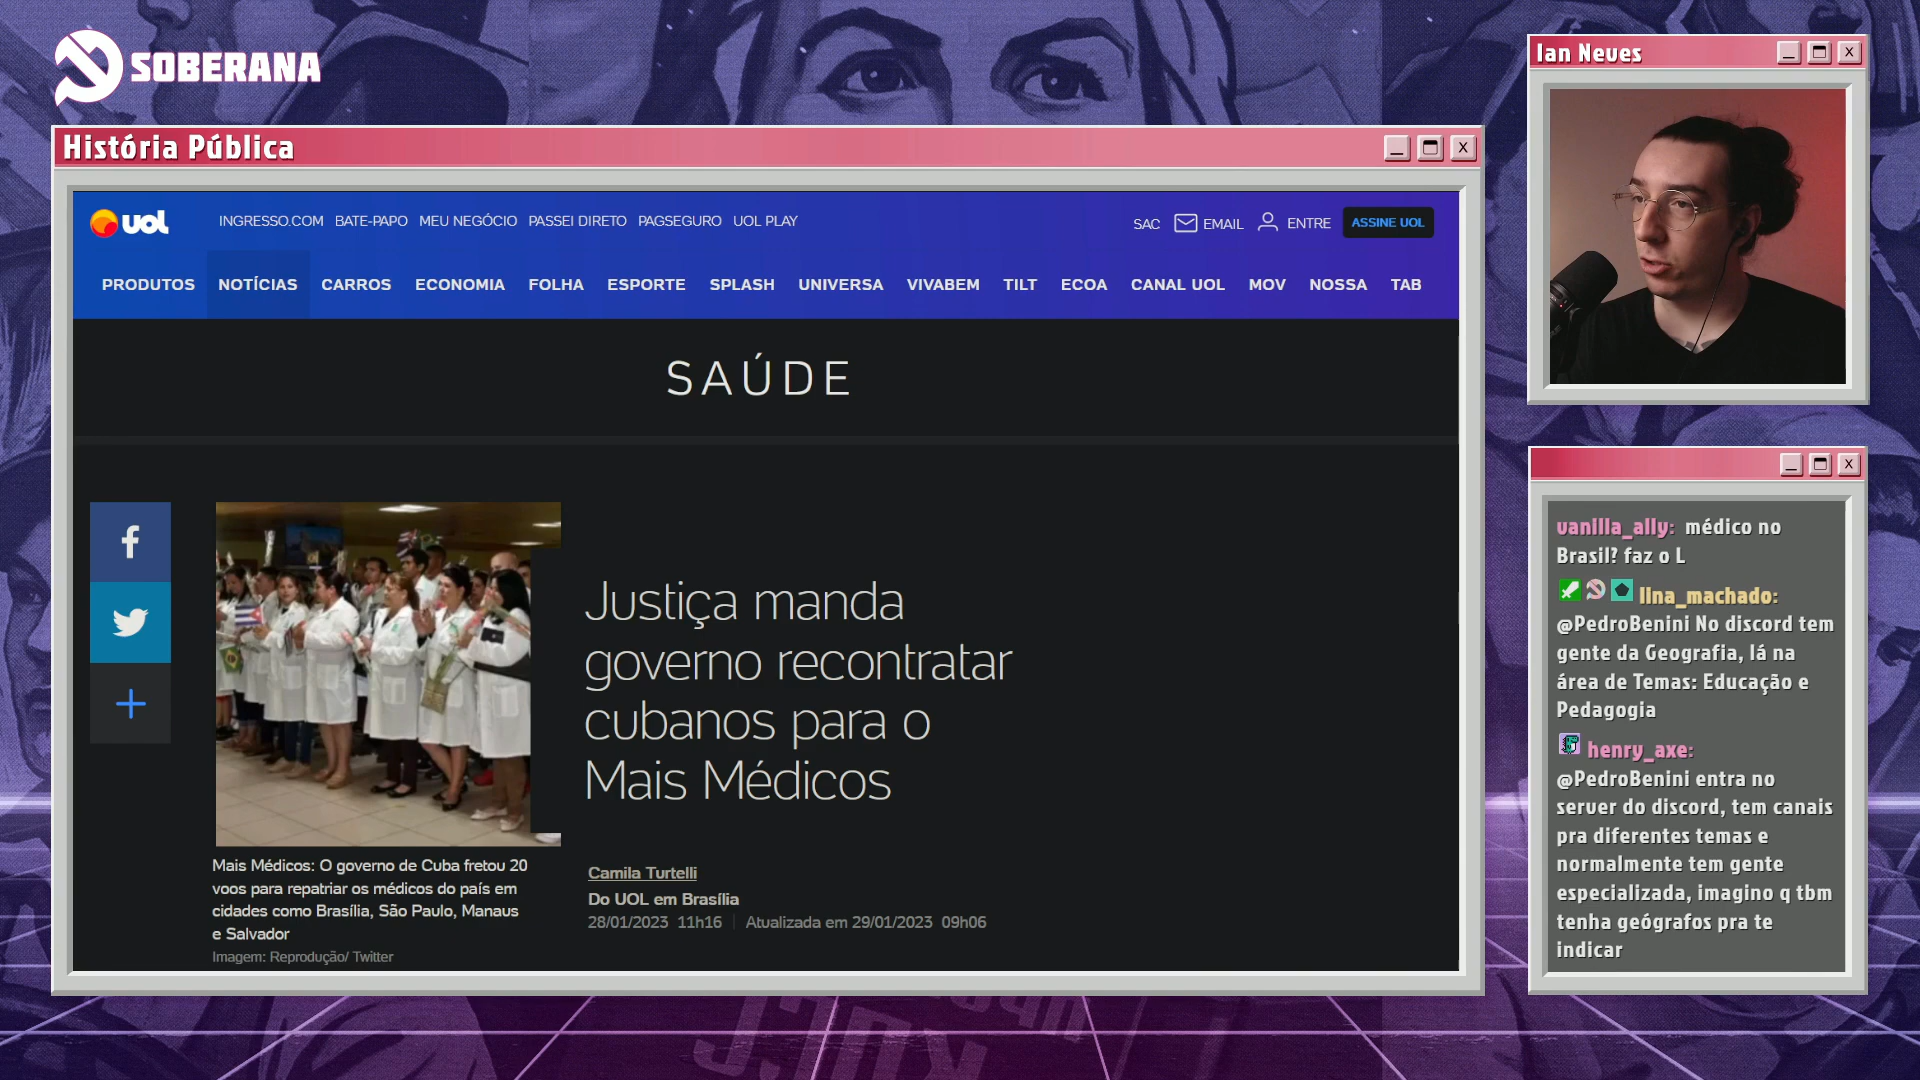 SOBERANA
História Pública
uol
INGRESSO.COM BATE-PAPO MEU NEGÓCIO PASSEI DIRETO PAGSEGURO UOL PLAY
SAC EMAIL ENTRE ASSINE UOL
PRODUTOS NOTÍCIAS CARROS ECONOMIA FOLHA ESPORTE SPLASH UNIVERSA VIVABEM TILT ECOA CANAL UOL MOV NOSSA TAB
SAÚDE
Justiça manda
governo recontratar
cubanos para o
Mais Médicos
Mais Médicos: O governo de Cuba fretou 20
voos para repatriar os médicos do país em
cidades como Brasília, São Paulo, Manaus
e Salvador
Imagem: Reprodução/ Twitter
Camila Turtelli
Do UOL em Brasília
28/01/2023 11h16 | Atualizada em 29/01/2023 09h06
Ian Neves
vanilla_ally: médico no
Brasil? faz o L
lina_machado:
@PedroBenini No discord tem
gente da Geografia, lá na
área de Temas: Educação e
Pedagogia
henry_axe:
@PedroBenini entra no
server do discord, tem canais
pra diferentes temas e
normalmente tem gente
especializada, imagino q tbm
tenha geógrafos pra te
indicar